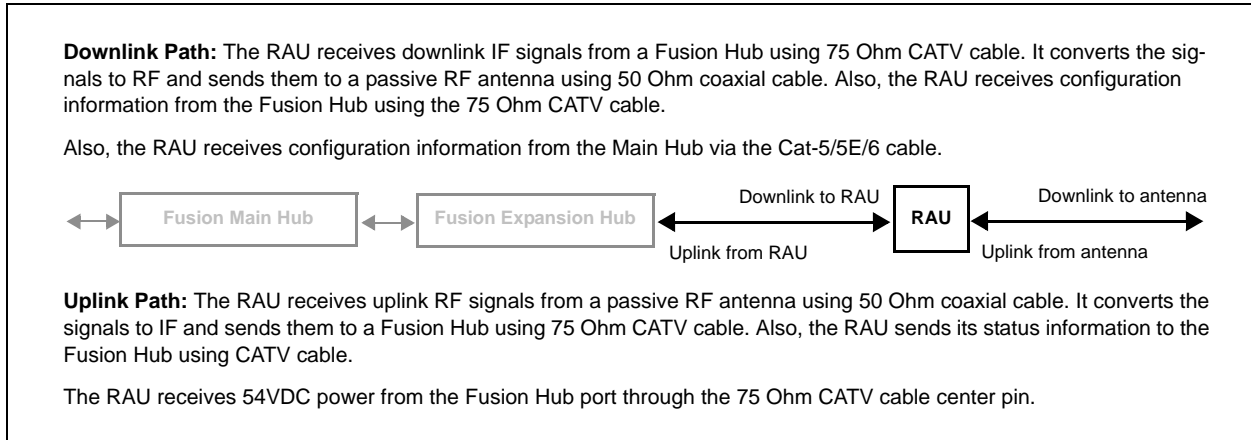 Downlink Path: The RAU receives downlink IF signals from a Fusion Hub using 75 Ohm CATV cable. It converts the sig-
nals to RF and sends them to a passive RF antenna using 50 Ohm coaxial cable. Also, the RAU receives configuration
information from the Fusion Hub using the 75 Ohm CATV cable.
Also, the RAU receives configuration information from the Main Hub via the Cat-5/5E/6 cable.
Downlink to RAU
Downlink to antenna
Fusion Main Hub
Fusion Expansion Hub
RAU
Uplink from RAU
Uplink from antenna
Uplink Path: The RAU receives uplink RF signals from a passive RF antenna using 50 Ohm coaxial cable. It converts the
signals to IF and sends them to a Fusion Hub using 75 Ohm CATV cable. Also, the RAU sends its status information to the
Fusion Hub using CATV cable.
The RAU receives 54VDC power from the Fusion Hub port through the 75 Ohm CATV cable center pin.